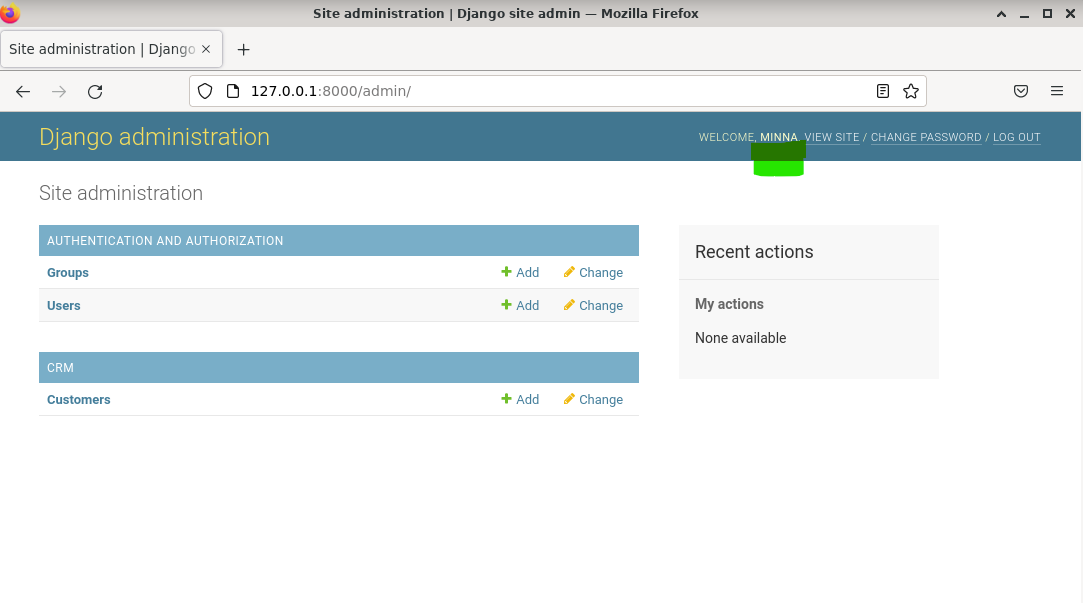 Site administration | Django site admin — Mozilla Firefox
Site administration | Django
127.0.0.1:8000/admin/
Django administration
WELCOME, MINNA. VIEW SITE / CHANGE PASSWORD / LOG OUT
Site administration
AUTHENTICATION AND AUTHORIZATION
Groups Add Change
Users Add Change
CRM
Customers Add Change
Recent actions
My actions
None available